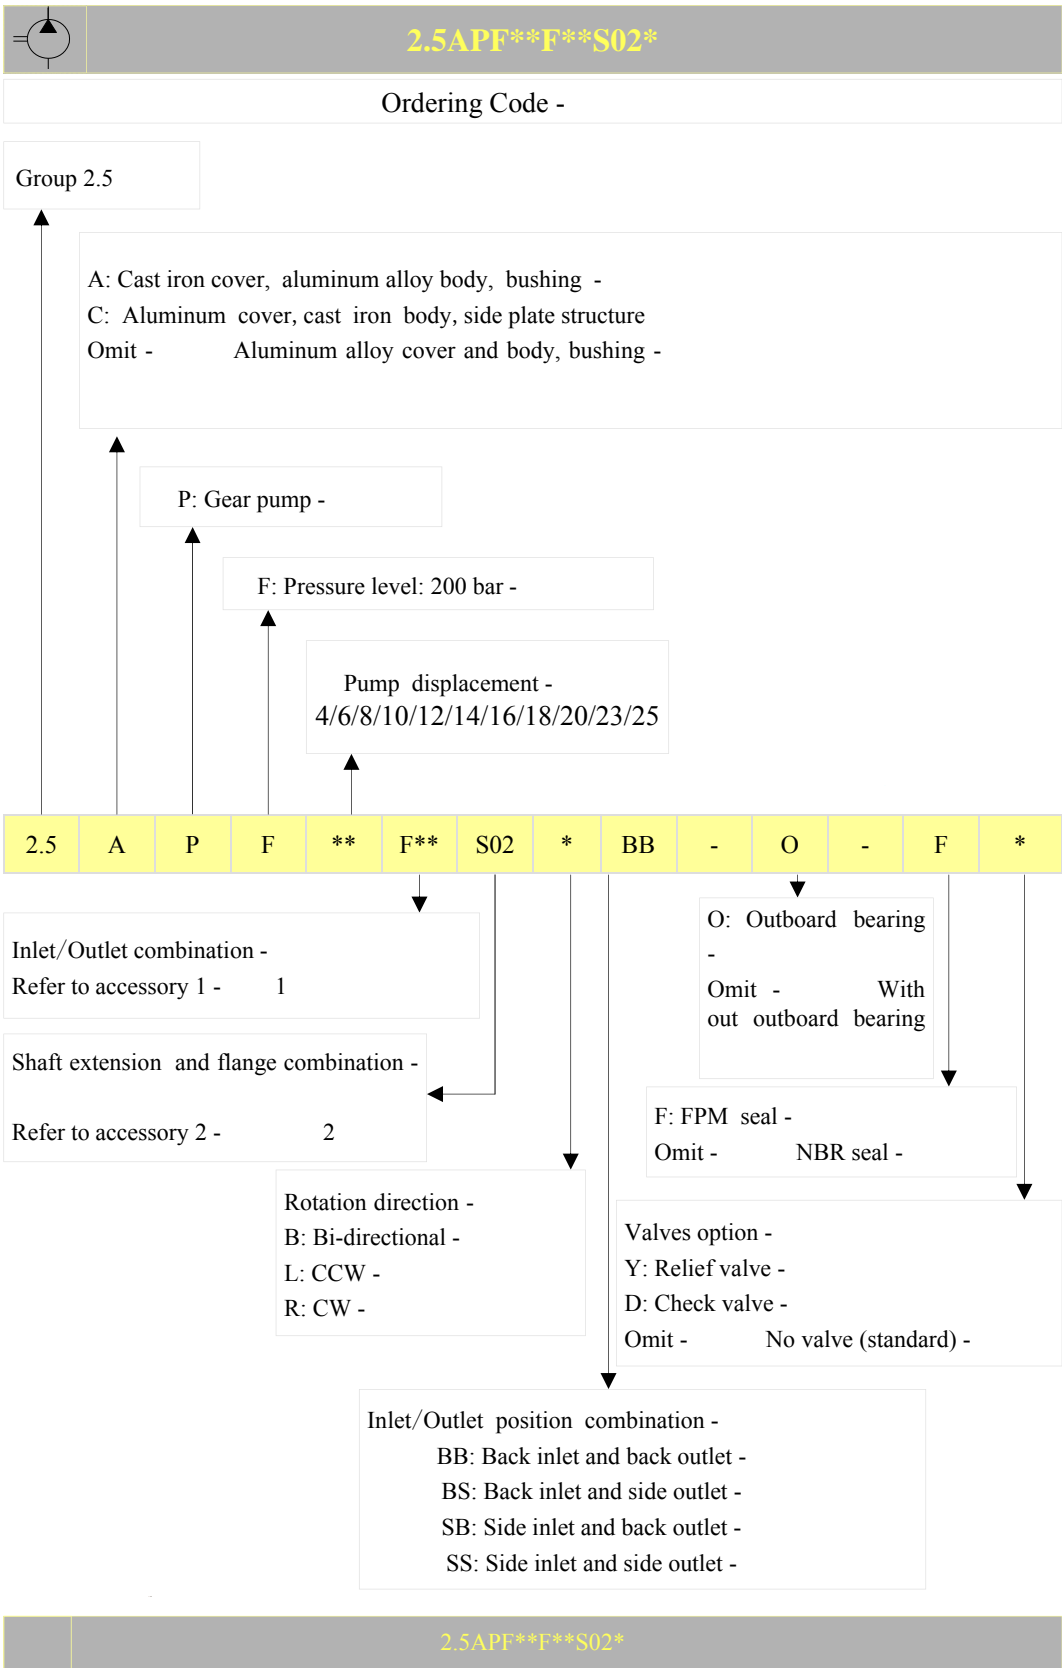 2.5APF**F**S02*
Ordering Code -
Group 2.5
A: Cast iron cover, aluminum alloy body, bushing -
C: Aluminum cover, cast iron body, side plate structure
Omit - Aluminum alloy cover and body, bushing -
P: Gear pump -
F: Pressure level: 200 bar -
Pump displacement -
4/6/8/10/12/14/16/18/20/23/25
2.5 A P F ** F** S02 * BB - O - F *
Inlet/Outlet combination -
Refer to accessory 1 - 1
O: Outboard bearing
-
Omit - With
out outboard bearing
Shaft extension and flange combination -
Refer to accessory 2 - 2
F: FPM seal -
Omit - NBR seal -
Rotation direction -
B: Bi-directional -
L: CCW -
R: CW -
Valves option -
Y: Relief valve -
D: Check valve -
Omit - No valve (standard) -
Inlet/Outlet position combination -
BB: Back inlet and back outlet -
BS: Back inlet and side outlet -
SB: Side inlet and back outlet -
SS: Side inlet and side outlet -
2.5APF**F**S02*